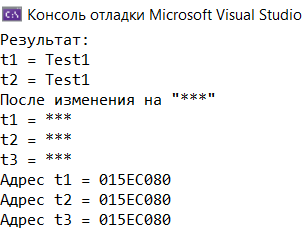 Консоль отладки Microsoft Visual Studio
Результат:
t1 = Test1
t2 = Test1
После изменения на "***"
t1 = ***
t2 = ***
t3 = ***
Адрес t1 = 015EC080
Адрес t2 = 015EC080
Адрес t3 = 015EC080